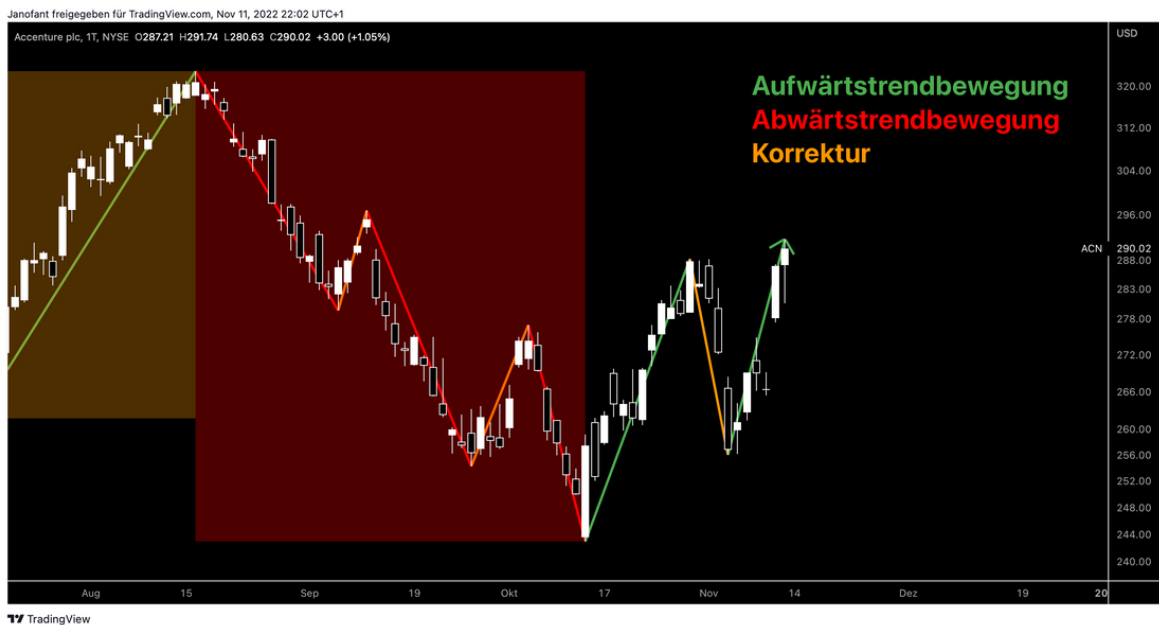 Janofant freigegeben für TradingView.com, Nov 11, 2022 22:02 UTC+1
Accenture plc, 1T, NYSE O287.21 H291.74 L280.63 C290.02 +3.00 (+1.05%)
USD
Aufwärtstrendbewegung
Abwärtstrendbewegung
Korrektur
320.00
312.00
304.00
296.00
ACN 290.02
288.00
283.00
278.00
272.00
266.00
260.00
256.00
252.00
248.00
244.00
240.00
Aug 15 Sep 19 Okt 17 Nov 14 Dez 19 20
TradingView